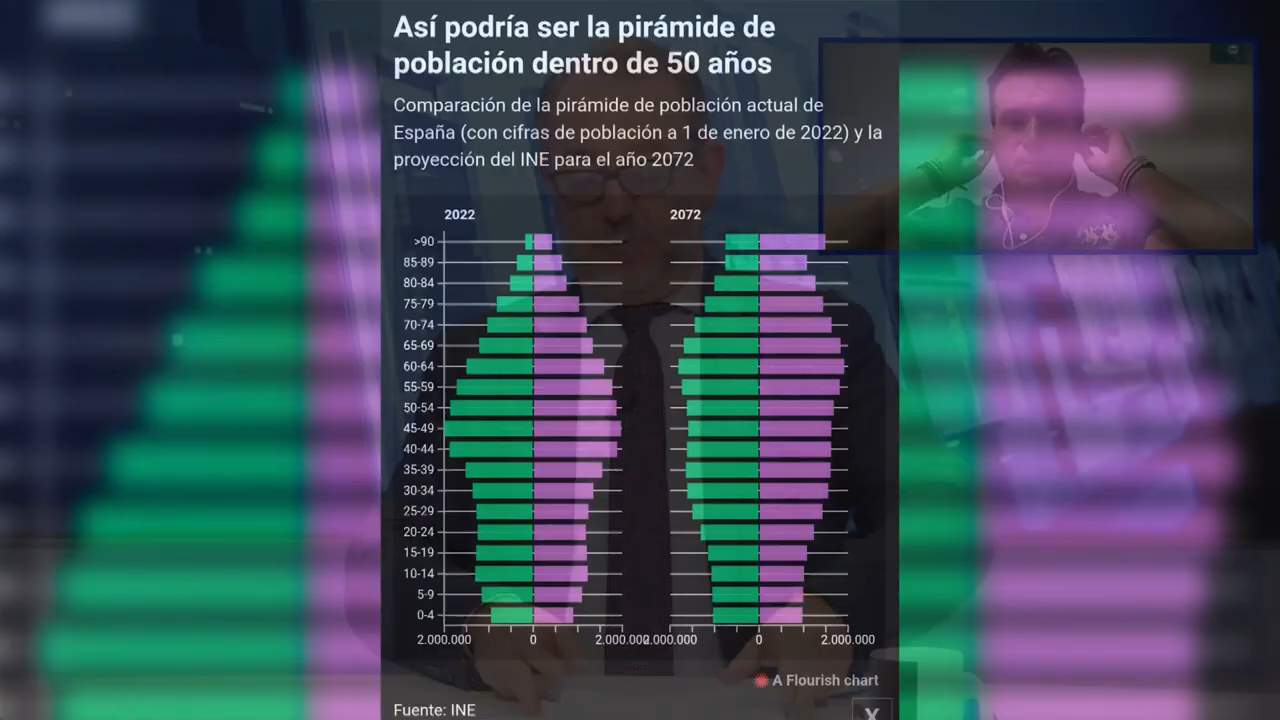 Así podría ser la pirámide de
población dentro de 50 años
Comparación de la pirámide de población actual de
España (con cifras de población a 1 de enero de 2022) y la
proyección del INE para el año 2072
2022
2072
>90
85-89
80-84
75-79
70-74
65-69
60-64
55-59
50-54
45-49
40-44
35-39
30-34
25-29
20-24
15-19
10-14
5-9
0-4
2.000.000 0 2.000.000 2.000.000 0 2.000.000
A Flourish chart
Fuente: INE
X